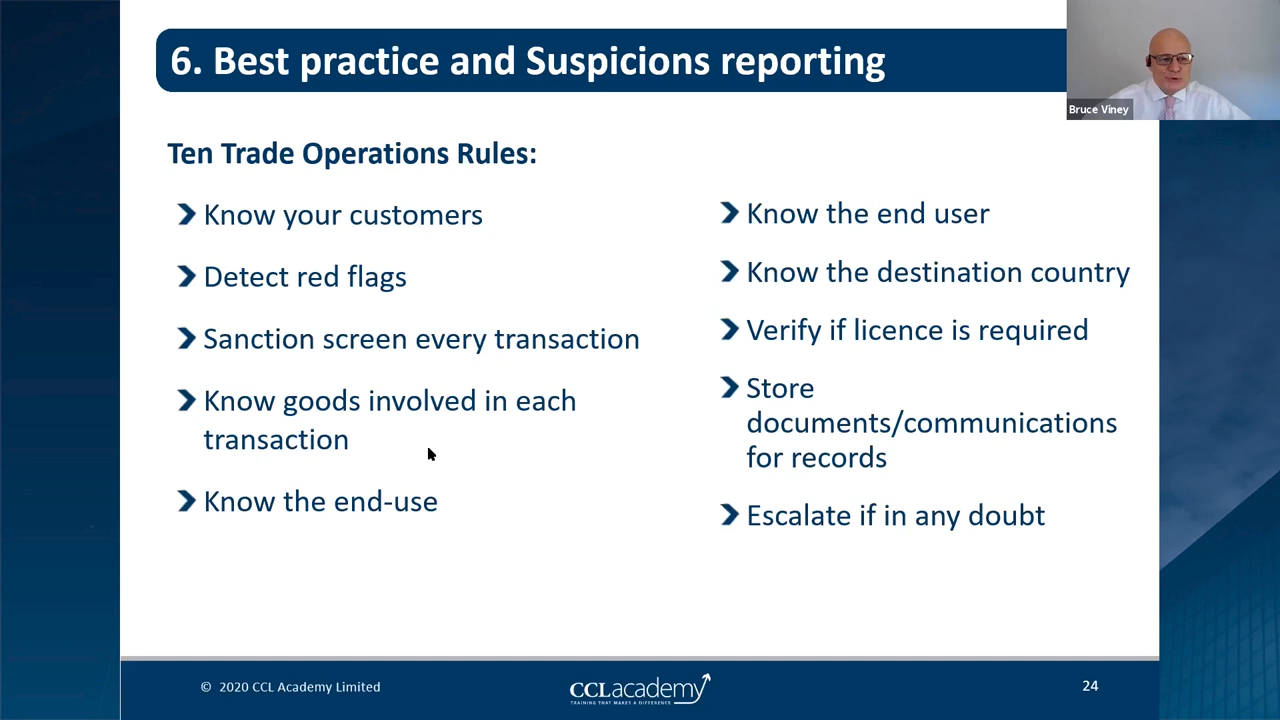 6. Best practice and Suspicions reporting
Bruce Viney
Ten Trade Operations Rules:
Know your customers
Detect red flags
Sanction screen every transaction
Know goods involved in each
transaction
Know the end-use
Know the end user
Know the destination country
Verify if licence is required
Store
documents/communications
for records
Escalate if in any doubt
© 2020 CCL Academy Limited
CCLacademy
TRAINING THAT MAKES A DIFFERENCE
24